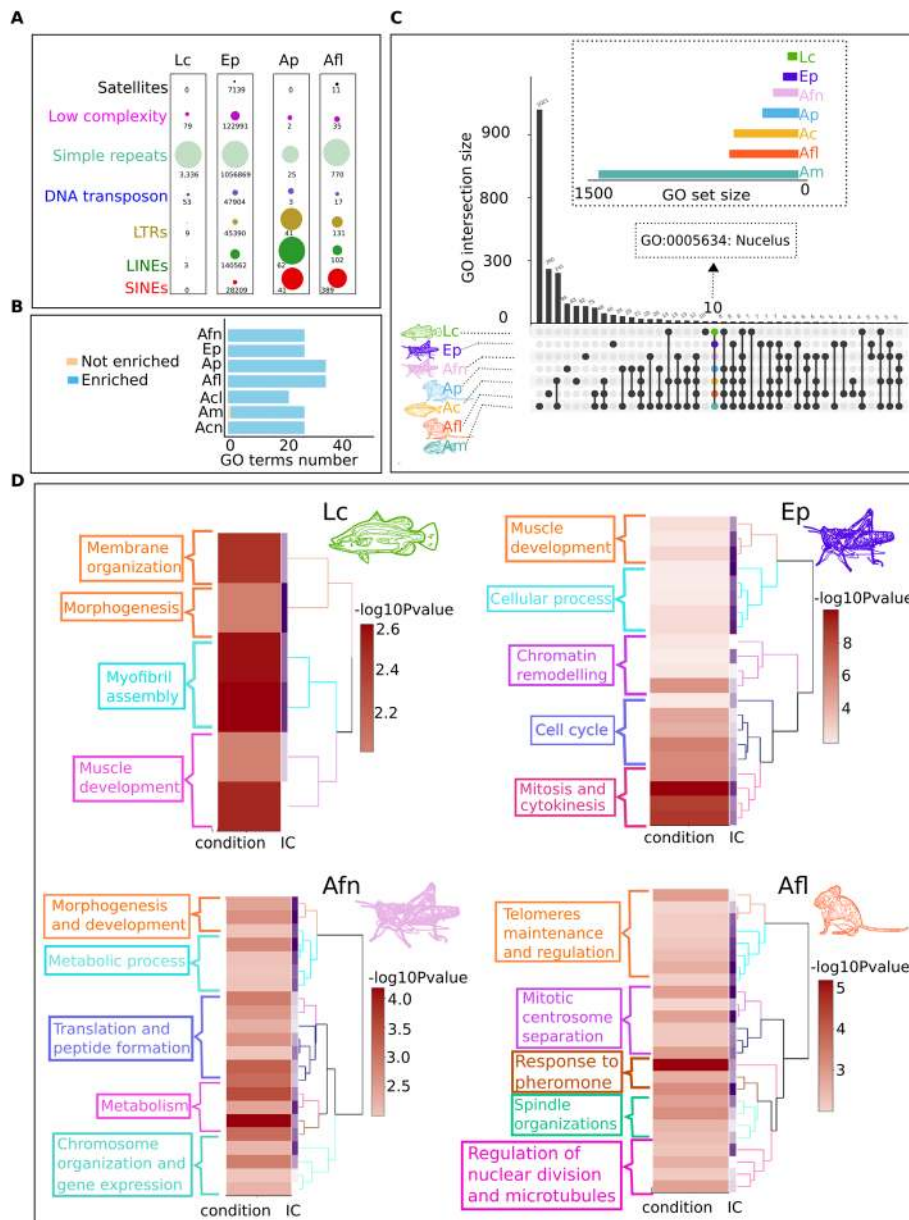 A
Lc Ep Ap Afl
Satellites
0 7139 0 11
Low complexity
79 122991 2 35
Simple repeats
3,336 1056869 25 770
DNA transposon
53 47904 3 17
LTRs
9 45390 41 131
LINEs
3 140562 62 102
SINEs
0 28209 41 389
B
Not enriched
Enriched
Afn
Ep
Ap
Afl
Acl
Am
Acn
0 20 40
GO terms number
C
GO intersection size
900
800
300
0
Lc
Ep
Afn
Ap
Ac
Afl
Am
1500 0
GO set size
GO:0005634: Nucelus
10
Lc
Ep
Afn
Ap
Ac
Afl
Am
D
Lc
Membrane
organization
Morphogenesis
Myofibril
assembly
Muscle
development
-log10Pvalue
2.6
2.4
2.2
condition IC
Ep
Muscle
development
Cellular process
Chromatin
remodelling
Cell cycle
Mitosis and
cytokinesis
-log10Pvalue
8
6
4
condition IC
Afn
Morphogenesis
and development
Metabolic process
Translation and
peptide formation
Metabolism
Chromosome
organization and
gene expression
-log10Pvalue
4.0
3.5
3.0
2.5
condition IC
Afl
Telomeres
maintenance
and regulation
Mitotic
centrosome
separation
Response to
pheromone
Spindle
organizations
Regulation of
nuclear division
and microtubules
-log10Pvalue
5
4
3
condition IC